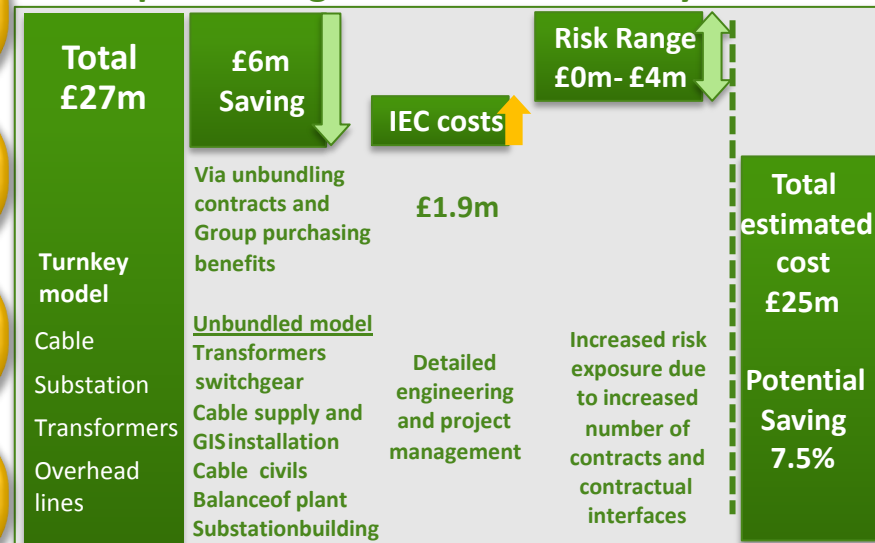 Total
£27m
Turnkey
model
Cable
Substation
Transformers
Overhead
lines
£6m
Saving
Via unbundling
contracts and
Group purchasing
benefits
Unbundled model
Transformers
switchgear
Cable supply and
GISinstallation
Cable civils
Balanceof plant
Substationbuilding
IEC costs
£1.9m
Detailed
engineering
and project
management
Risk Range
£0m- £4m
Increased risk
exposure due
to increased
number of
contracts and
contractual
interfaces
Total
estimated
cost
£25m
Potential
Saving
7.5%